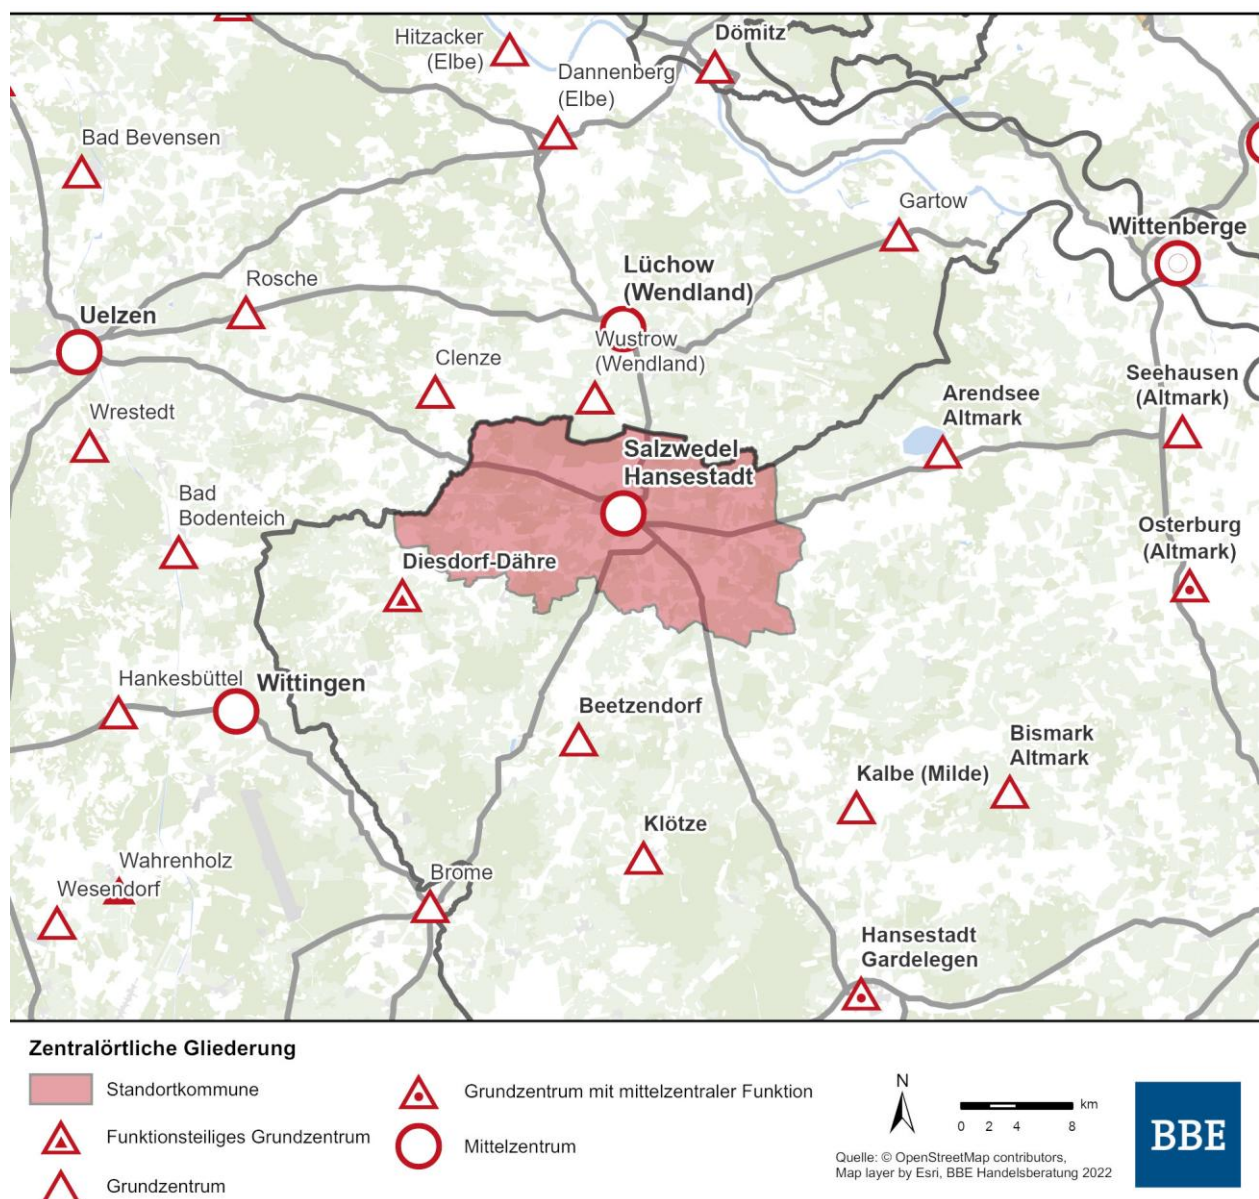 Hitzacker
(Elbe)
Dömitz
Dannenberg
(Elbe)
Bad Bevensen
Gartow
Wittenberge
Lüchow
(Wendland)
Rosche
Uelzen
Wustrow
(Wendland)
Clenze
Seehausen
(Altmark)
Arendsee
Altmark
Wrestedt
Salzwedel
Hansestadt
Bad
Bodenteich
Osterburg
(Altmark)
Diesdorf-Dähre
Hankesbüttel
Wittingen
Beetzendorf
Bismark
Altmark
Kalbe (Milde)
Klötze
Wahrenholz
Wesendorf
Brome
Hansestadt
Gardelegen
Zentralörtliche Gliederung
Standortkommune
Funktionsteiliges Grundzentrum
Grundzentrum
Grundzentrum mit mittelzentraler Funktion
Mittelzentrum
N
km
0 2 4 8
Quelle: © OpenStreetMap contributors,
Map layer by Esri, BBE Handelsberatung 2022
BBE